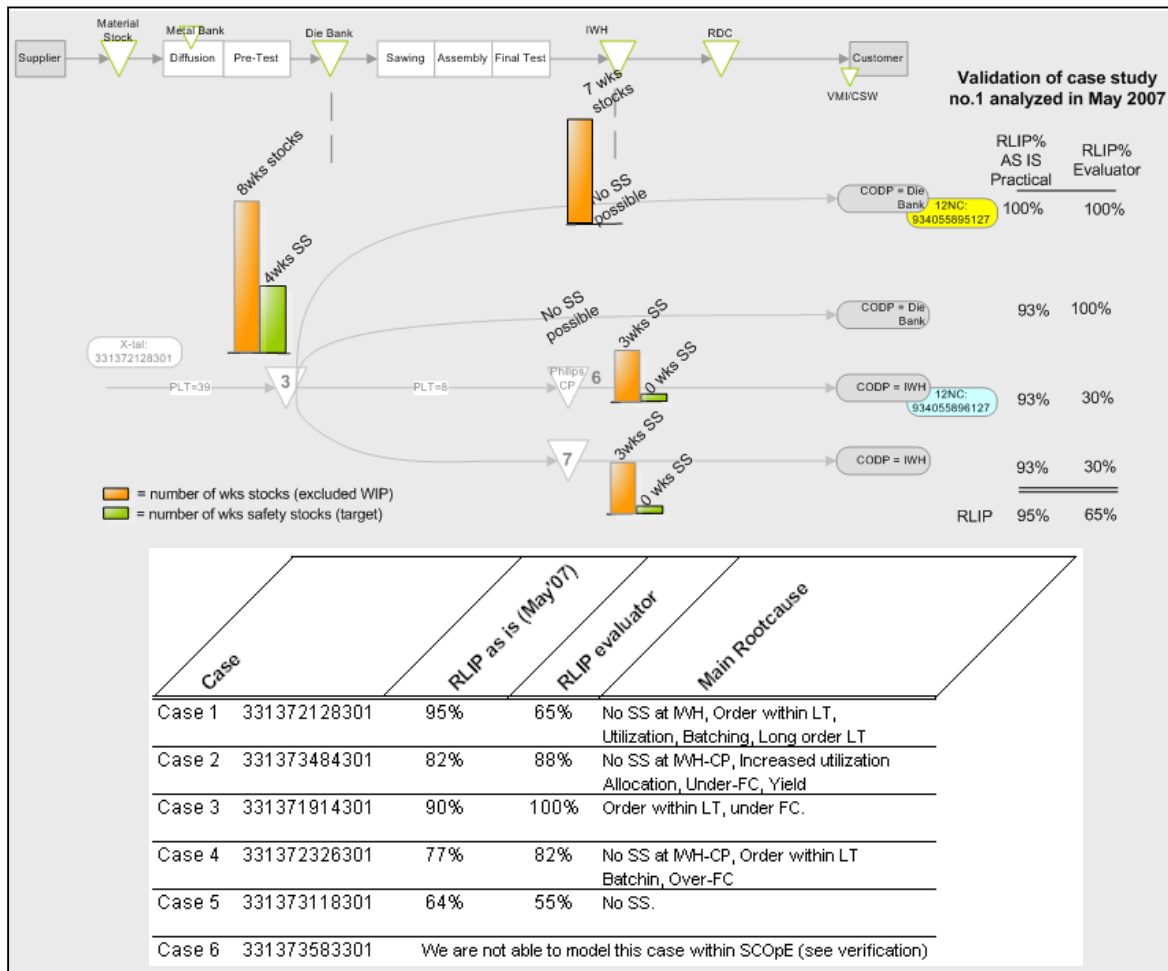 Material
Stock
Metal Bank
Die Bank
IWH
RDC
Supplier
Diffusion
Pre-Test
Sawing
Assembly
Final Test
Customer
VMI/CSW
Validation of case study
no.1 analyzed in May 2007
RLIP%
AS IS
Practical
RLIP%
Evaluator
7 wks
stocks
8wks stocks
4wks SS
No SS
possible
CODP = Die
Bank
12NC:
934055895127
100%
100%
No SS
possible
CODP = Die
Bank
93%
100%
X-tal:
331372128301
PLT=39
3
PLT=8
Philips
CP
6
3wks SS
0 wks SS
CODP = IWH
12NC:
934055896127
93%
30%
7
3wks SS
0 wks SS
CODP = IWH
93%
30%
= number of wks stocks (excluded WIP)
= number of wks safety stocks (target)
RLIP
95%
65%
Case
RLIP as is (May'07)
RLIP evaluator
Main Rootcause
Case 1 331372128301 95% 65% No SS at IWH, Order within LT,
Utilization, Batching, Long order LT
Case 2 331373484301 82% 88% No SS at IWH-CP, Increased utilization
Allocation, Under-FC, Yield
Case 3 331371914301 90% 100% Order within LT, under FC.
Case 4 331372326301 77% 82% No SS at IWH-CP, Order within LT
Batchin, Over-FC
Case 5 331373118301 64% 55% No SS.
Case 6 331373583301 We are not able to model this case within SCOpE (see verification)